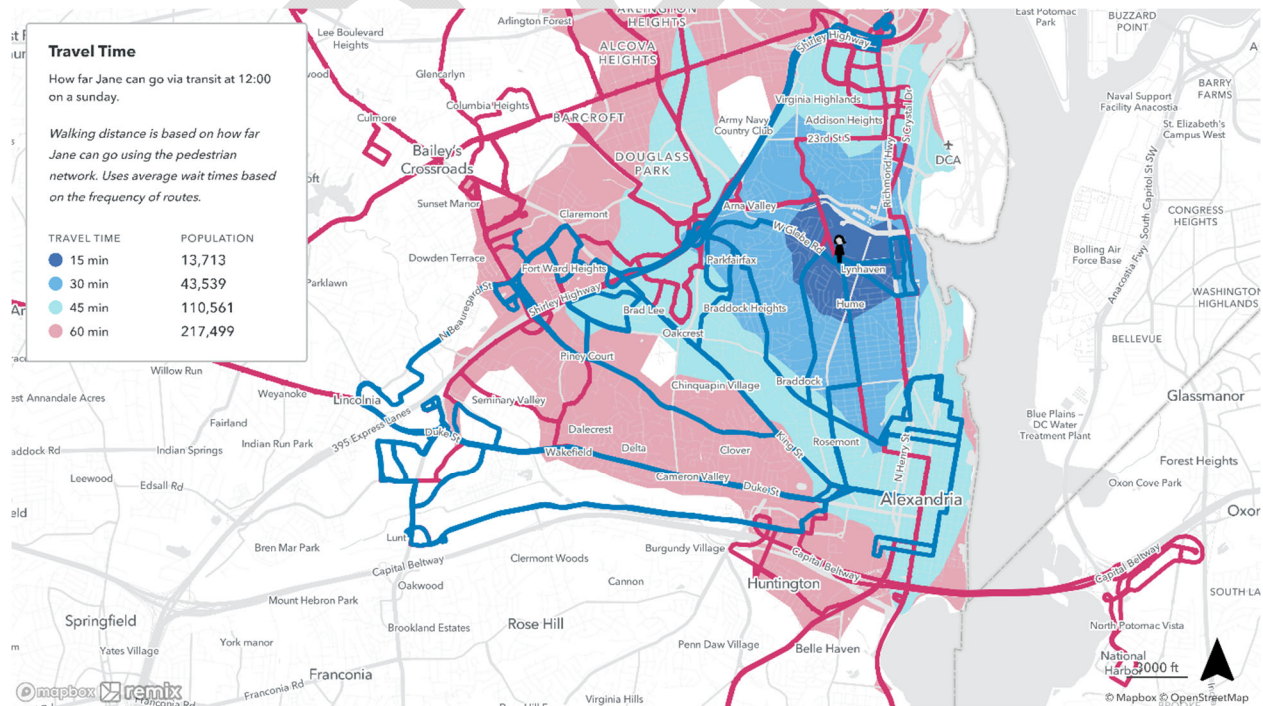 Travel Time
How far Jane can go via transit at 12:00
on a sunday.
Walking distance is based on how far
Jane can go using the pedestrian
network. Uses average wait times based
on the frequency of routes.
TRAVEL TIME POPULATION
15 min 13,713
30 min 43,539
45 min 110,561
60 min 217,499
Lee Boulevard
Heights
Arlington Forest
ARLINGTON
HEIGHTS
ALCOVA
HEIGHTS
Shirley Highway
East Potomac
Park
BUZZARD
POINT
Glencarlyn
Columbia Heights
Culmore
BARCROFT
Virginia Highlands
Army Navy
Country Club
Addison Heights
23rd St S
S Crystal Dr
Richmond Hwy
DCA
Naval Support
Facility Anacostia
BARRY
FARMS
St. Elizabeth's
Campus West
South Capitol St SW
Bailey's
Crossroads
DOUGLASS
PARK
Sunset Manor
Claremont
Arna Valley
W Glebe Rd
CONGRESS
HEIGHTS
Dowden Terrace
Fort Ward Heights
Parkfairfax
Lynhaven
Bolling Air
Force Base
Anacostia Fwy
Parklawn
N Beauregard St
Shirley Highway
Brad Lee
Braddock Heights
Hume
WASHINGTON
HIGHLANDS
Oakcrest
BELLEVUE
Piney Court
Willow Run
Weyanoke
Lincolnia
Seminary Valley
Chinquapin Village
Braddock
Glassmanor
est Annandale Acres
Fairland
395 Express Lanes
Duke St
Dalecrest
Blue Plains –
DC Water
Treatment Plant
addock Rd
Indian Springs
Indian Run Park
Wakefield
Delta
Clover
King St
Rosemont
N Henry St
Forest Heights
Leewood
Edsall Rd
Cameron Valley
Duke St
Alexandria
Oxon Cove Park
Lunt
Bren Mar Park
Capital Beltway
Clermont Woods
Burgundy Village
Capital Beltway
Capital Beltway
Oakwood
Cannon
Huntington
Mount Hebron Park
Springfield
Brookland Estates
Rose Hill
North Potomac Vista
York manor
Yates Village
Penn Daw Village
Belle Haven
National
Harbor
3000 ft
Franconia
Franconia Rd
Virginia Hills
mapbox remix
© Mapbox © OpenStreetMap